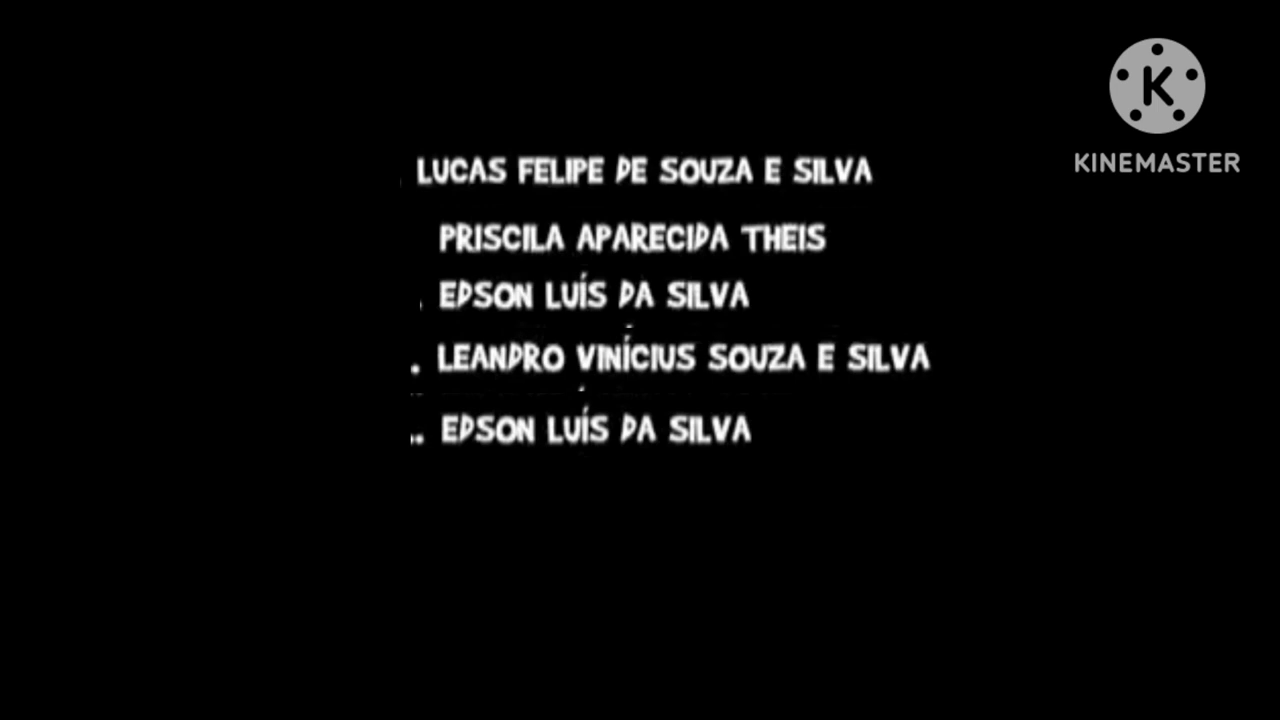 KINEMASTER
LUCAS FELIPE DE SOUZA E SILVA
PRISCILA APARECIDA THEIS
EDSON LUÍS DA SILVA
. LEANDRO VINÍCIUS SOUZA E SILVA
.. EDSON LUÍS DA SILVA